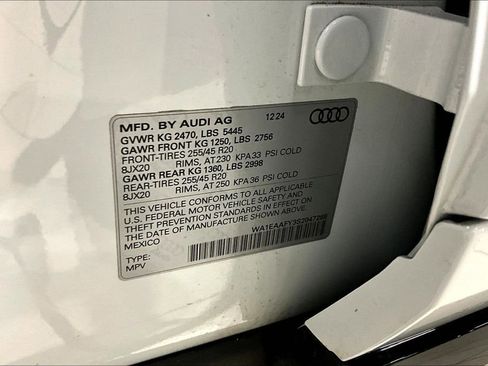 MFD. BY AUDI AG 12 24
GVWR KG 2470, LBS 5445
GAWR FRONT KG 1250, LBS 2756
FRONT-TIRES 255/45 R20
8JX20 RIMS, AT 230 KPA 33 PSI COLD
GAWR REAR KG 1360, LBS 2998
REAR-TIRES 255/45 R20
8JX20 RIMS, AT 250 KPA 36 PSI COLD
THIS VEHICLE CONFORMS TO ALL APPLICABLE
U.S. FEDERAL MOTOR VEHICLE SAFETY AND
THEFT PREVENTION STANDARDS IN EFFECT ON
THE DATE OF MANUFACTURE SHOWN ABOVE.
MEXICO
WA1EAAFY3S2047288
TYPE:
MPV